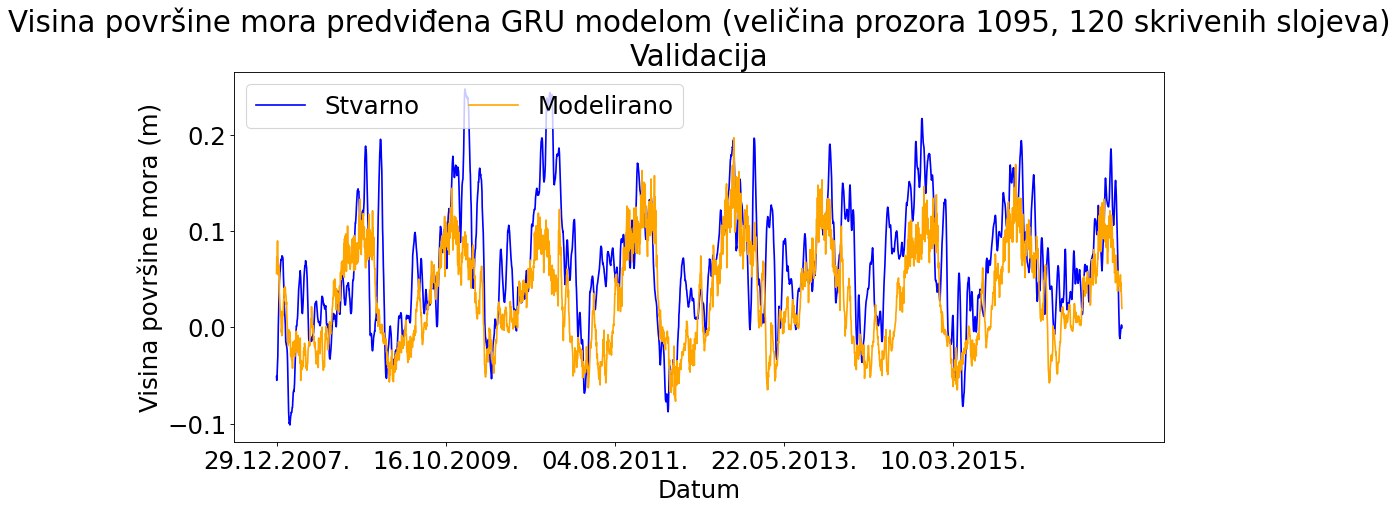 Visina površine mora predviđena GRU modelom (veličina prozora 1095, 120 skrivenih slojeva)
Validacija
Stvarno
Modelirano
Visina površine mora (m)
0.2
0.1
0.0
−0.1
29.12.2007.
16.10.2009.
04.08.2011.
22.05.2013.
10.03.2015.
Datum